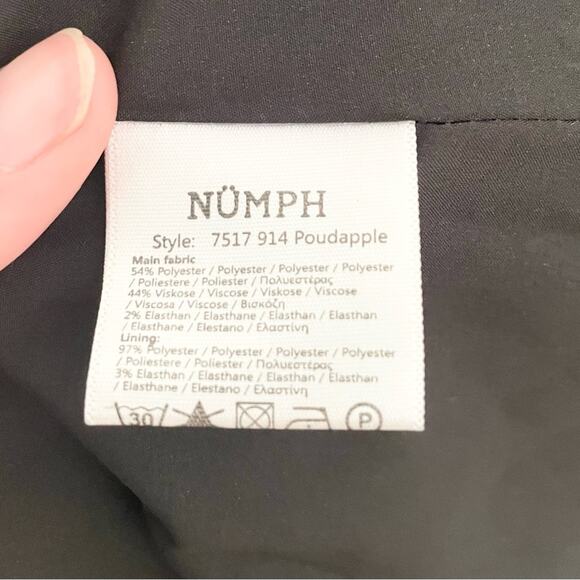 NÜMPH
Style: 7517 914 Poudapple
Main fabric
54% Polyester / Polyester / Polyester / Polyester
/ Poliestere / Poliester / Πολυεστέρας
44% Viskose / Viscose / Viskose / Viscose
/ Viscosa / Viscose / Βισκόζη
2% Elasthan / Elasthane / Elasthan / Elasthan
/ Elasthane / Elestano / Ελαστίνη
Lining:
97% Polyester / Polyester / Polyester / Polyester
/ Poliestere / Poliester / Πολυεστέρας
3% Elasthan / Elasthane / Elasthan / Elasthan
/ Elasthane / Elestano / Ελαστίνη
30 P